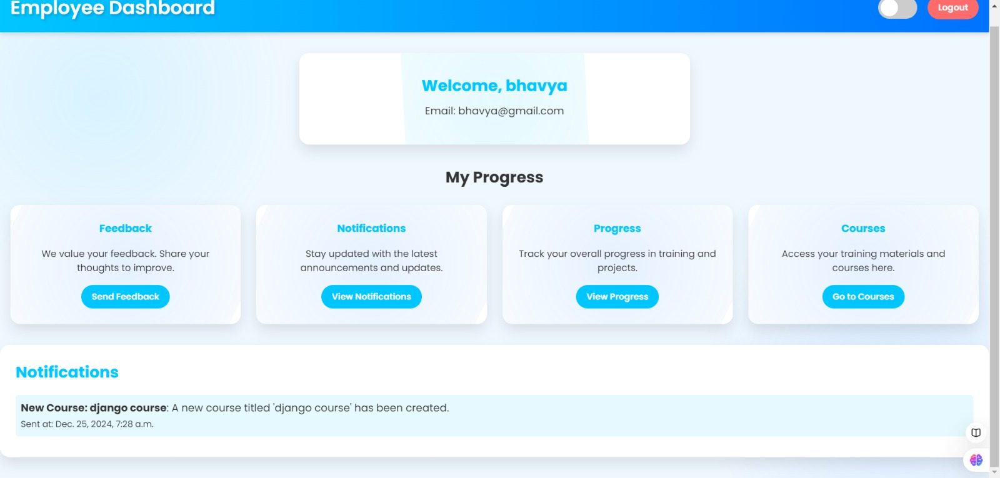 Employee Dashboard
Logout
Welcome, bhavya
Email: bhavya@gmail.com
My Progress
Feedback
We value your feedback. Share your
thoughts to improve.
Send Feedback
Notifications
Stay updated with the latest
announcements and updates.
View Notifications
Progress
Track your overall progress in training and
projects.
View Progress
Courses
Access your training materials and
courses here.
Go to Courses
Notifications
New Course: django course: A new course titled 'django course' has been created.
Sent at: Dec. 25, 2024, 7:28 a.m.